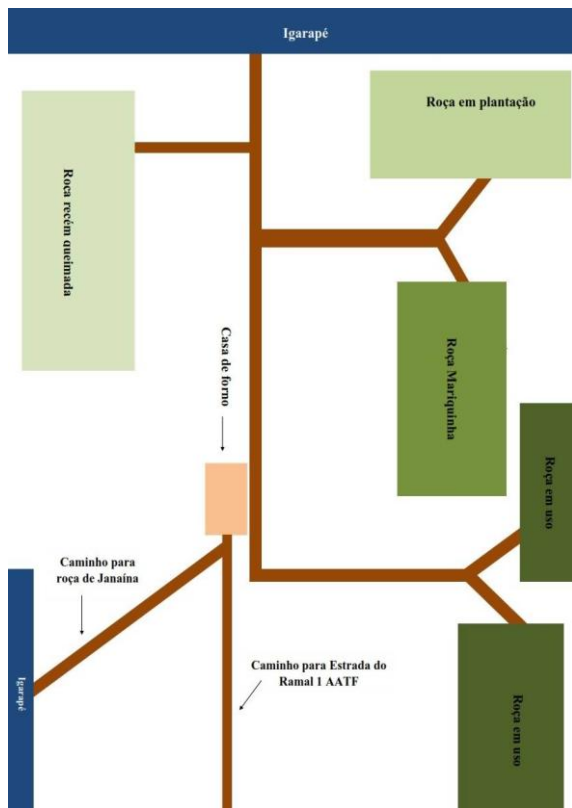 Igarapé
Roça em plantação
Roca recém queimada
Casa de forno
Roça Mariquinha
Roça em uso
Caminho para
roça de Janaína
Igarapé
Caminho para Estrada do
Ramal 1 AATF
Roça em uso